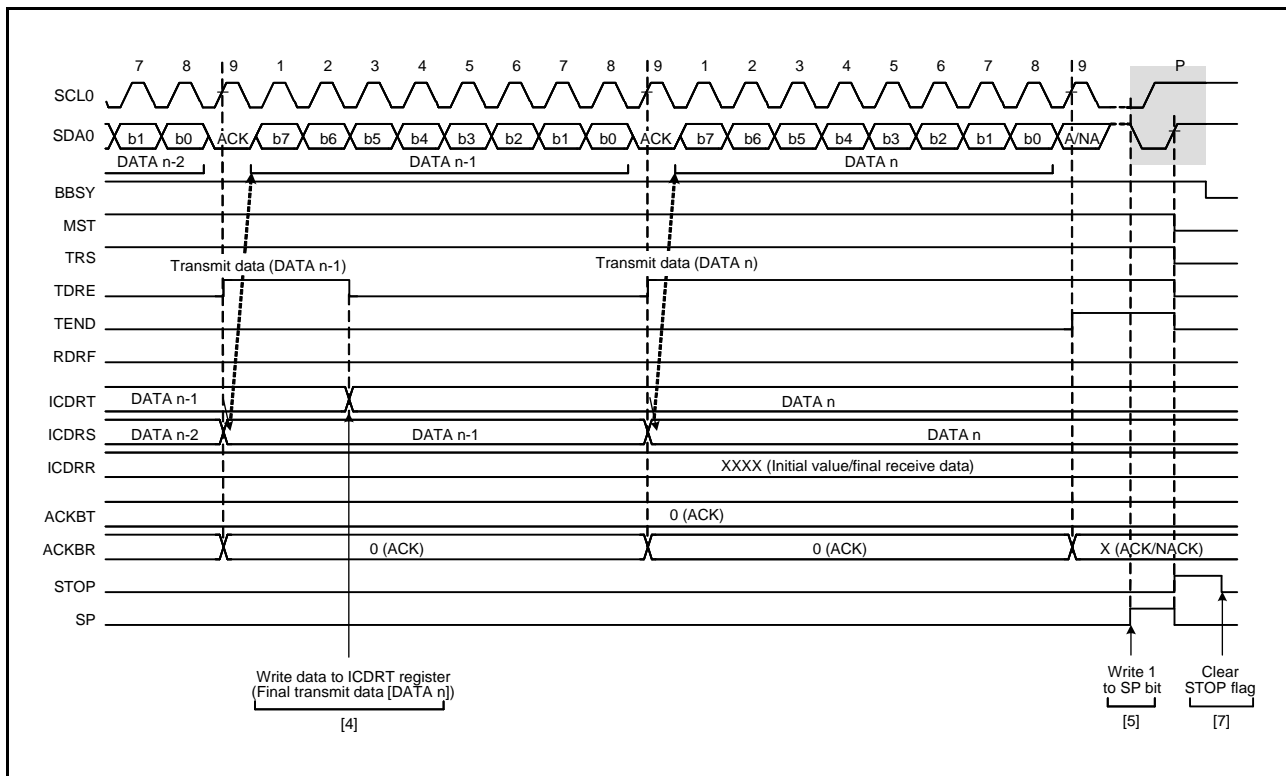 7 8 9 1 2 3 4 5 6 7 8 9 1 2 3 4 5 6 7 8 9 P
SCL0
SDA0 b1 b0 ACK b7 b6 b5 b4 b3 b2 b1 b0 ACK b7 b6 b5 b4 b3 b2 b1 b0 A/NA
DATA n-2 DATA n-1 DATA n
BBSY
MST
TRS
Transmit data (DATA n-1) Transmit data (DATA n)
TDRE
TEND
RDRF
ICDRT DATA n-1 DATA n
ICDRS DATA n-2 DATA n-1 DATA n
ICDRR XXXX (Initial value/final receive data)
ACKBT 0 (ACK)
ACKBR 0 (ACK) 0 (ACK) X (ACK/NACK)
STOP
SP
Write data to ICDRT register
(Final transmit data [DATA n])
[4]
Write 1
to SP bit
[5]
Clear
STOP flag
[7]